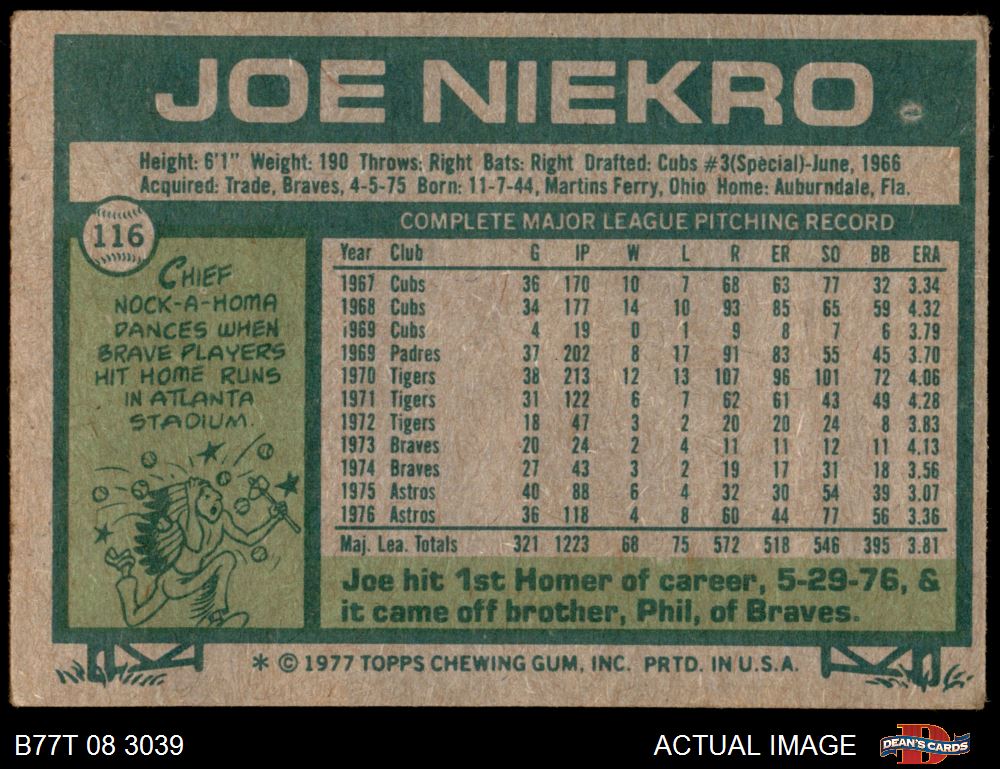 JOE NIEKRO
Height: 6'1" Weight: 190 Throws: Right Bats: Right Drafted: Cubs #3(Special)-June, 1966
Acquired: Trade, Braves, 4-5-75 Born: 11-7-44, Martins Ferry, Ohio Home: Auburndale, Fla.
116
CHIEF
NOCK-A-HOMA
DANCES WHEN
BRAVE PLAYERS
HIT HOME RUNS
IN ATLANTA
STADIUM.
COMPLETE MAJOR LEAGUE PITCHING RECORD
Year Club G IP W L R ER SO BB ERA
1967 Cubs 36 170 10 7 68 63 77 32 3.34
1968 Cubs 34 177 14 10 93 85 65 59 4.32
1969 Cubs 4 19 0 1 9 8 7 6 3.79
1969 Padres 37 202 8 17 91 83 55 45 3.70
1970 Tigers 38 213 12 13 107 96 101 72 4.06
1971 Tigers 31 122 6 7 62 61 43 49 4.28
1972 Tigers 18 47 3 2 20 20 24 8 3.83
1973 Braves 20 24 2 4 11 11 12 11 4.13
1974 Braves 27 43 3 2 19 17 31 18 3.56
1975 Astros 40 88 6 4 32 30 54 39 3.07
1976 Astros 36 118 4 8 60 44 77 56 3.36
Maj. Lea. Totals 321 1223 68 75 572 518 546 395 3.81
Joe hit 1st Homer of career, 5-29-76, &
it came off brother, Phil, of Braves.
* © 1977 TOPPS CHEWING GUM, INC. PRTD. IN U.S.A.
B77T 08 3039
ACTUAL IMAGE
DEAN'S CARDS